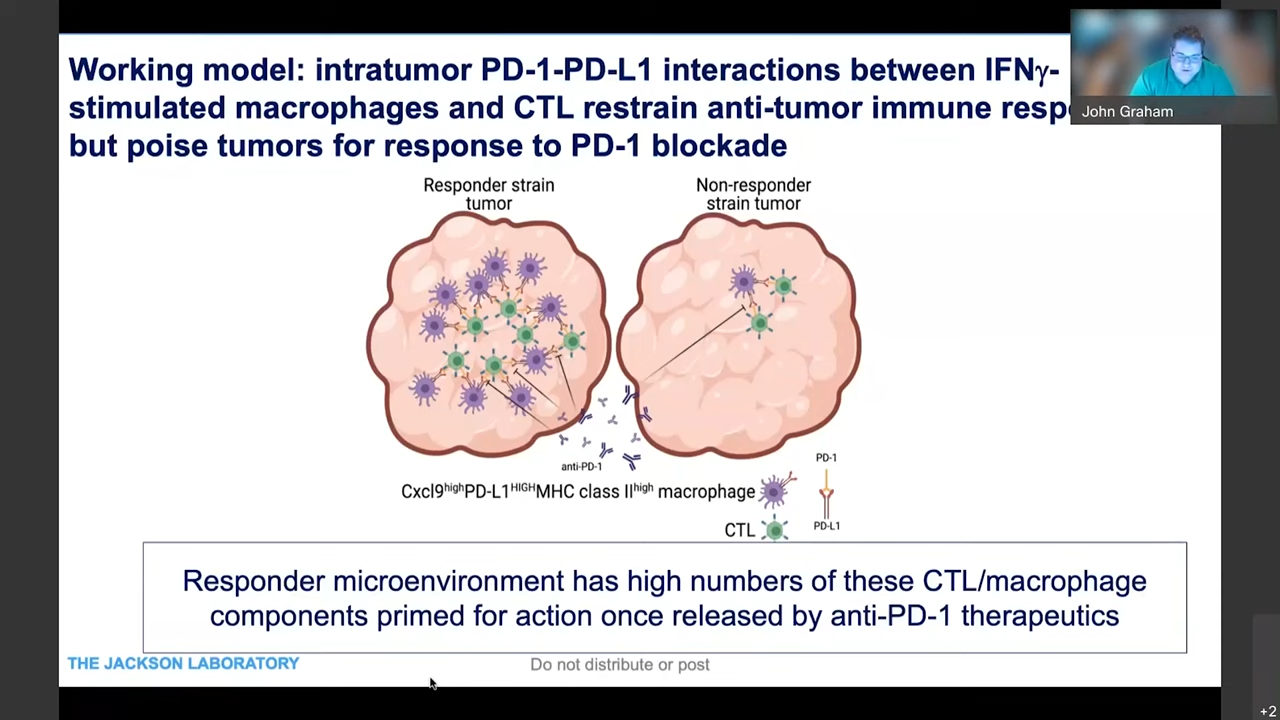 Working model: intratumor PD-1-PD-L1 interactions between IFNγ-
stimulated macrophages and CTL restrain anti-tumor immune
but poise tumors for response to PD-1 blockade
John Graham
Responder strain
tumor
Non-responder
strain tumor
anti-PD-1
PD-1
Cxcl9highPD-L1HIGHMHC class IIhigh macrophage
PD-L1
CTL
Responder microenvironment has high numbers of these CTL/macrophage
components primed for action once released by anti-PD-1 therapeutics
THE JACKSON LABORATORY
Do not distribute or post
+2